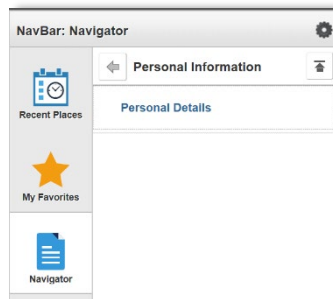 NavBar: Navigator
Personal Information
Recent Places
Personal Details
My Favorites
Navigator